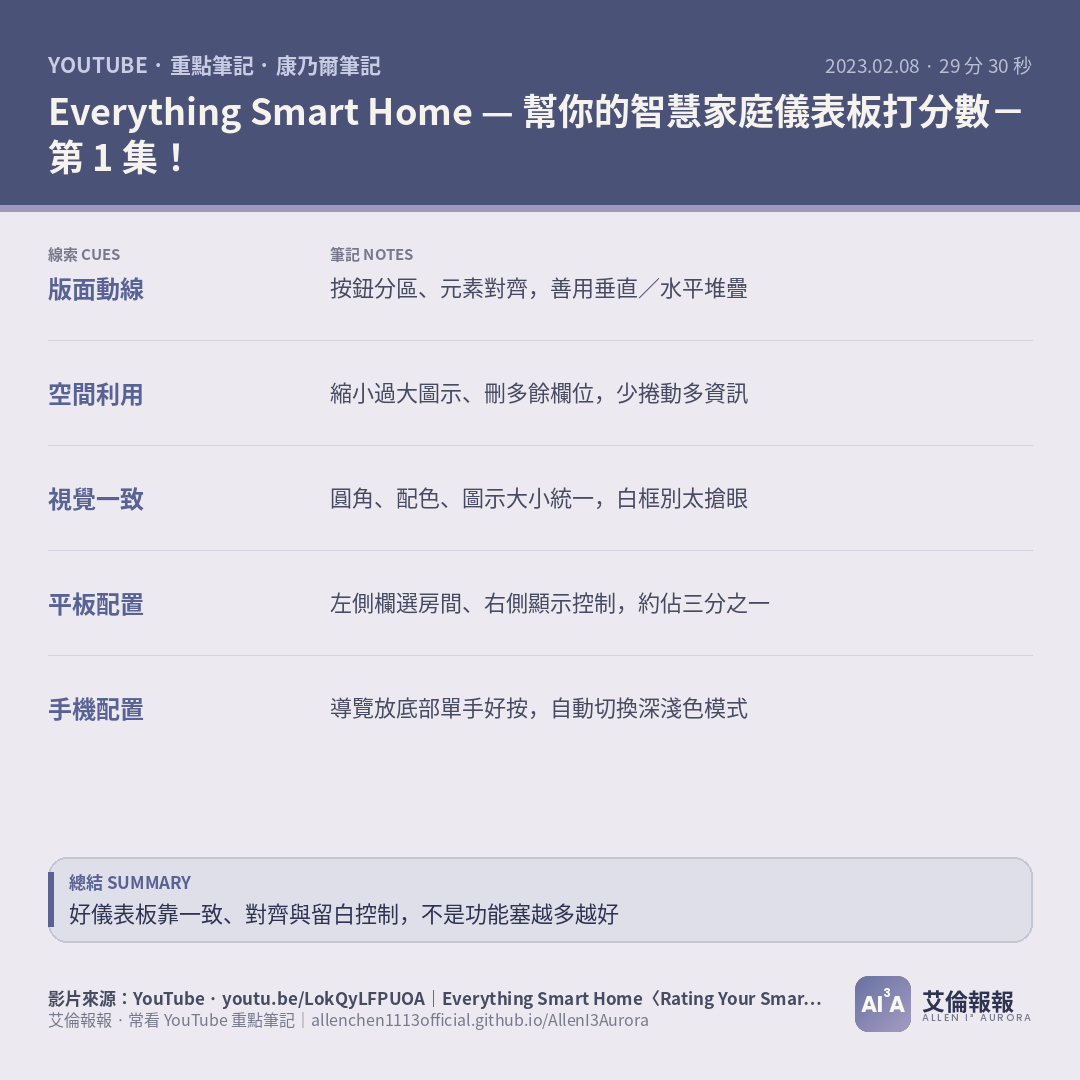 YOUTUBE · 重點筆記 · 康乃爾筆記
2023.02.08 · 29 分 30 秒
Everything Smart Home — 幫你的智慧家庭儀表板打分數－
第 1 集！
線索 CUES
筆記 NOTES
版面動線
按鈕分區、元素對齊，善用垂直／水平堆疊
空間利用
縮小過大圖示、刪多餘欄位，少捲動多資訊
視覺一致
圓角、配色、圖示大小統一，白框別太搶眼
平板配置
左側欄選房間、右側顯示控制，約佔三分之一
手機配置
導覽放底部單手好按，自動切換深淺色模式
總結 SUMMARY
好儀表板靠一致、對齊與留白控制，不是功能塞越多越好
影片來源：YouTube · youtu.be/LokQyLFPUOA｜Everything Smart Home〈Rating Your Smar…
艾倫報報 · 常看 YouTube 重點筆記｜allenchen1113official.github.io/AllenI3Aurora
AI³A
艾倫報報
ALLEN I³ AURORA